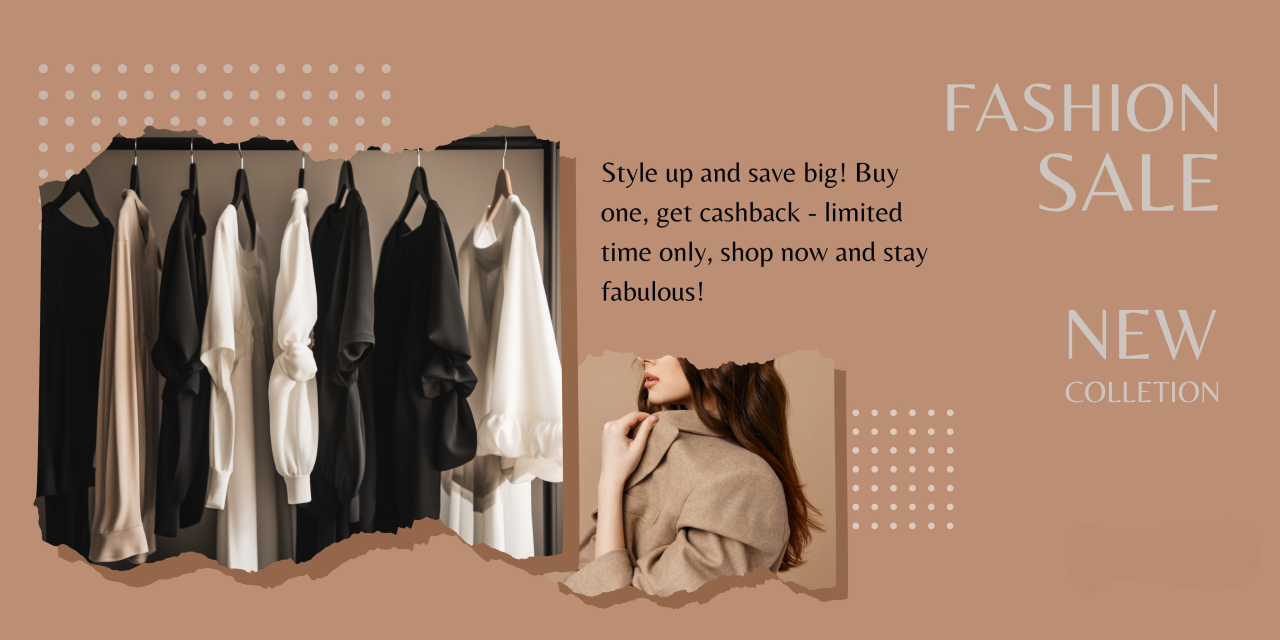 FASHION
SALE
Style up and save big! Buy
one, get cashback - limited
time only, shop now and stay
fabulous!
NEW
COLLETION